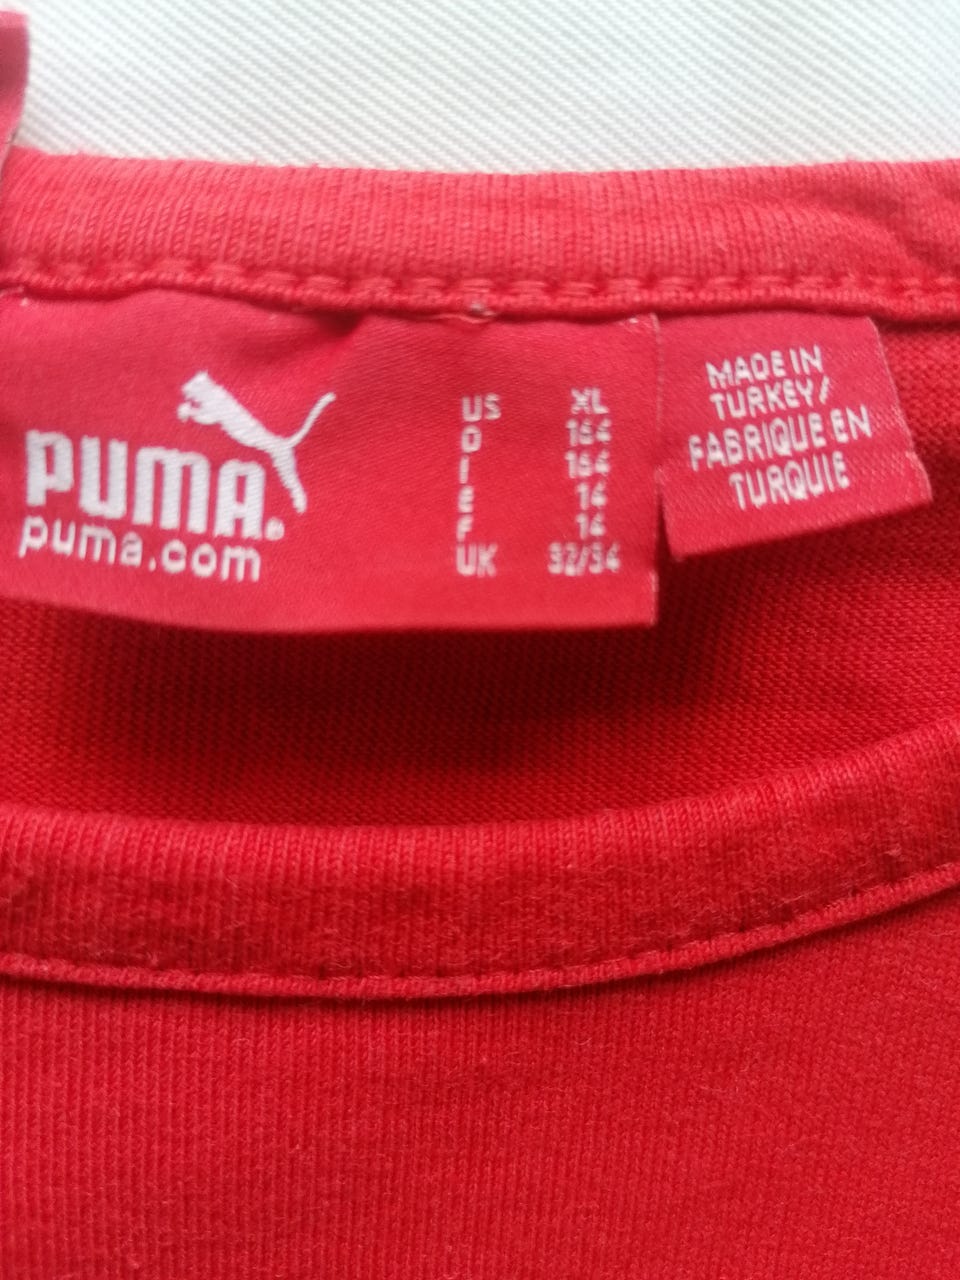 PUMA®
puma.com
US XL
D 164
I 164
E 14
F 14
UK 32/34
MADE IN
TURKEY/
FABRIQUE EN
TURQUIE